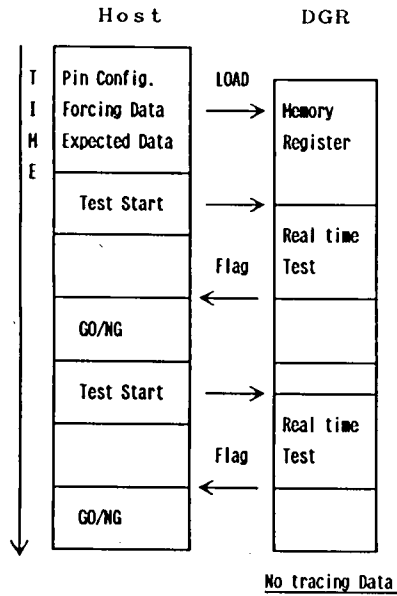 Host DGR
TIME
Pin Config.
Forcing Data
Expected Data
LOAD
Memory
Register
Test Start
Real time
Test
Flag
GO/NG
Test Start
Real time
Test
Flag
GO/NG
No tracing Data